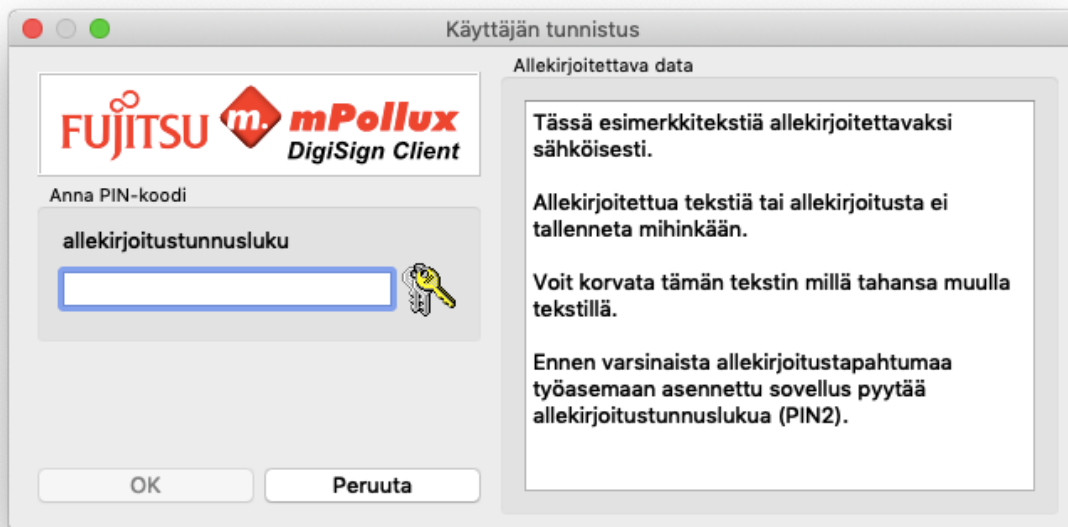 Käyttäjän tunnistus
FUJITSU m. mPollux
DigiSign Client
Anna PIN-koodi
allekirjoitustunnusluku
OK
Peruuta
Allekirjoitettava data
Tässä esimerkkitekstiä allekirjoitettavaksi
sähköisesti.
Allekirjoitettua tekstiä tai allekirjoitusta ei
tallenneta mihinkään.
Voit korvata tämän tekstin millä tahansa muulla
tekstillä.
Ennen varsinaista allekirjoitustapahtumaa
työasemaan asennettu sovellus pyytää
allekirjoitustunnuslukua (PIN2).